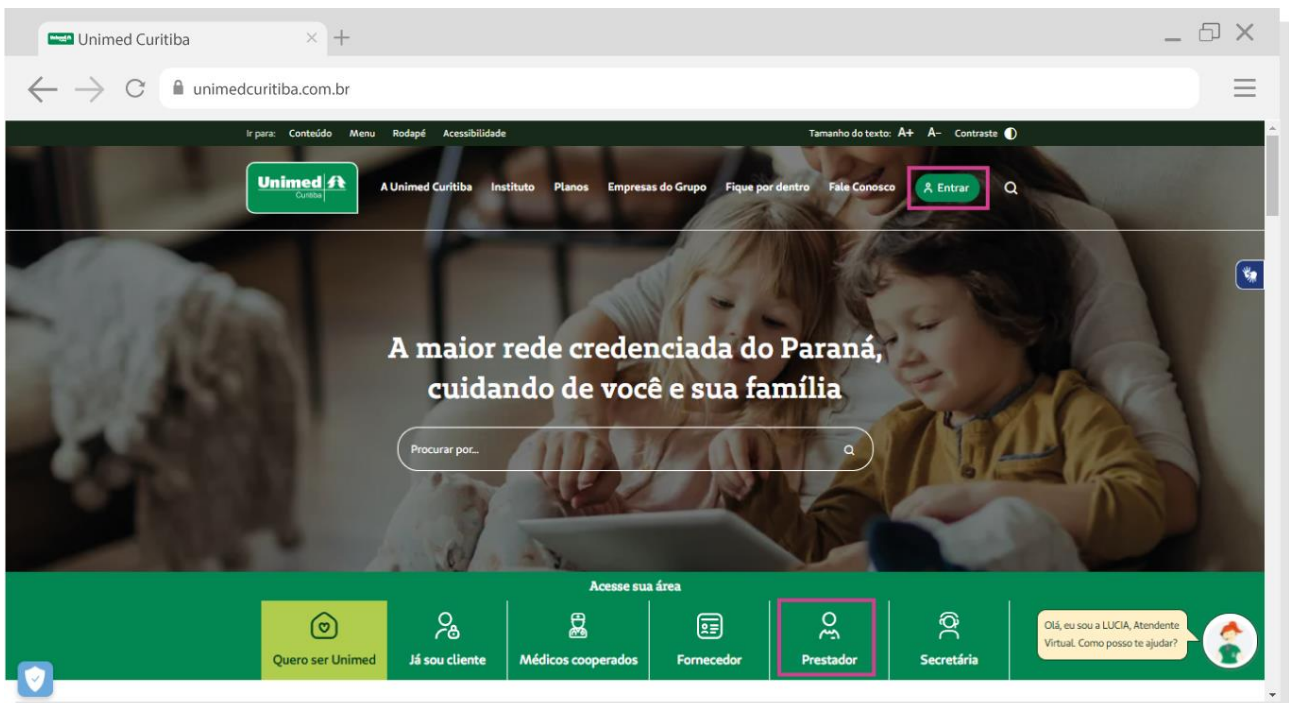 Unimed Curitiba
unimedcuritiba.com.br
Ir para: Conteúdo Menu Rodapé Acessibilidade
Tamanho do texto: A+ A- Contraste
Unimed
Curitiba
A Unimed Curitiba Instituto Planos Empresas do Grupo Fique por dentro Fale Conosco Entrar
A maior rede credenciada do Paraná,
cuidando de você e sua família
Procurar por...
Acesse sua área
Quero ser Unimed Já sou cliente Médicos cooperados Fornecedor Prestador Secretária
Olá, eu sou a LUCIA, Atendente
Virtual. Como posso te ajudar?